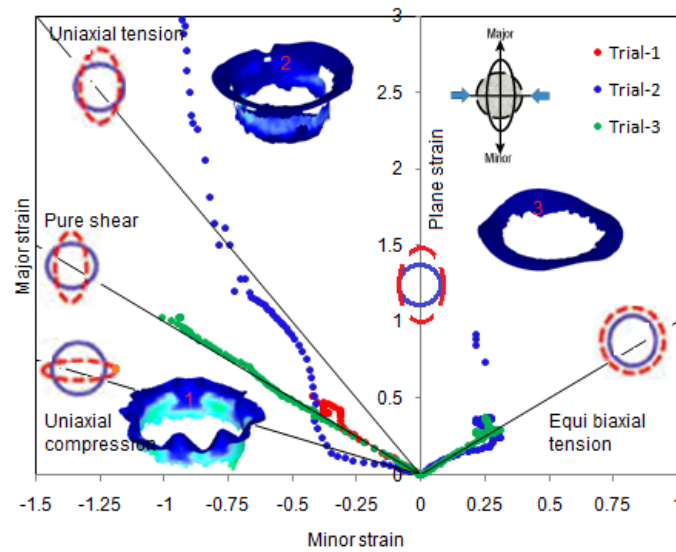 Uniaxial tension
3
2
Major
Trial-1
2.5
Trial-2
Minor
Trial-3
2
Major strain
Plane strain
Pure shear
3
1.5
1
Uniaxial
compression
1
0.5
Equi biaxial
tension
0
-1.5
-1.25
-1
-0.75
-0.5
-0.25
0
0.25
0.5
0.75
1
Minor strain